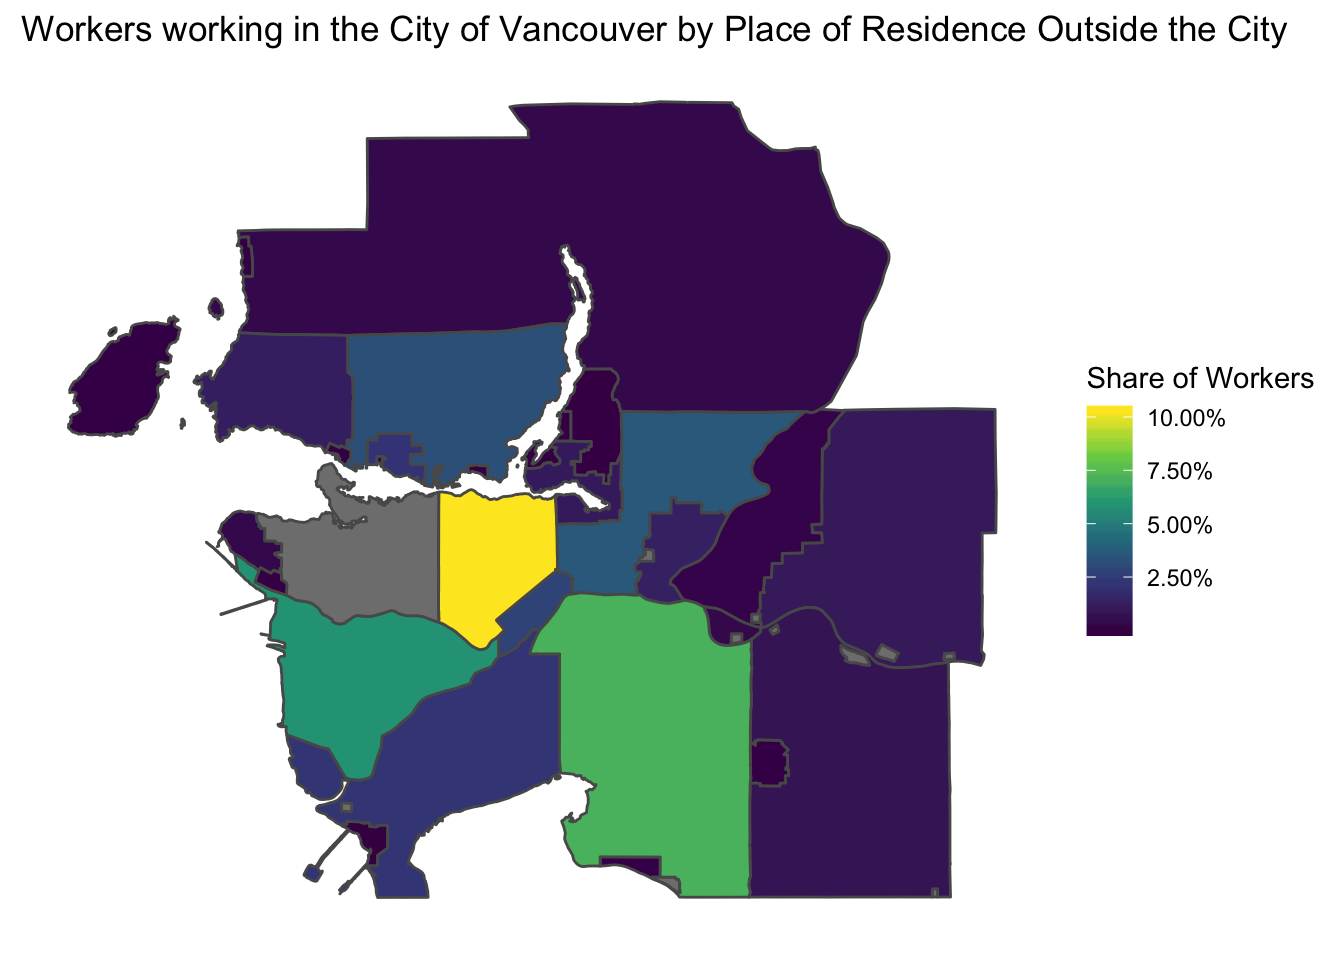 Workers working in the City of Vancouver by Place of Residence Outside the City
Share of Workers
10.00%
7.50%
5.00%
2.50%